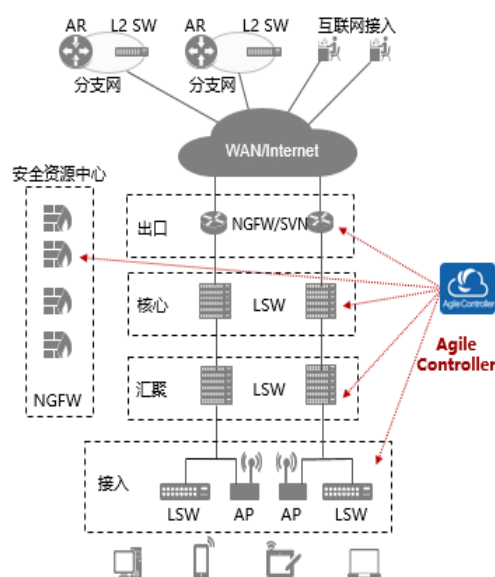 AR L2 SW AR L2 SW 互联网接入
分支网 分支网
WAN/Internet
安全资源中心
出口 NGFW/SVN
核心 LSW
AgileController
Agile
Controller
汇聚 LSW
NGFW
接入
LSW AP AP LSW